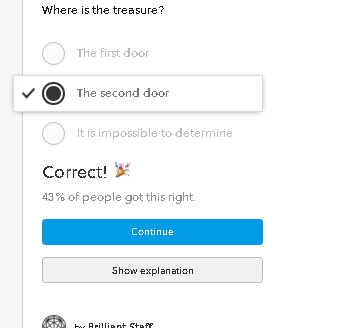 Where is the treasure?
The first door
The second door
It is impossible to determine
Correct!
43% of people got this right.
Continue
Show explanation
by Brilliant Staff